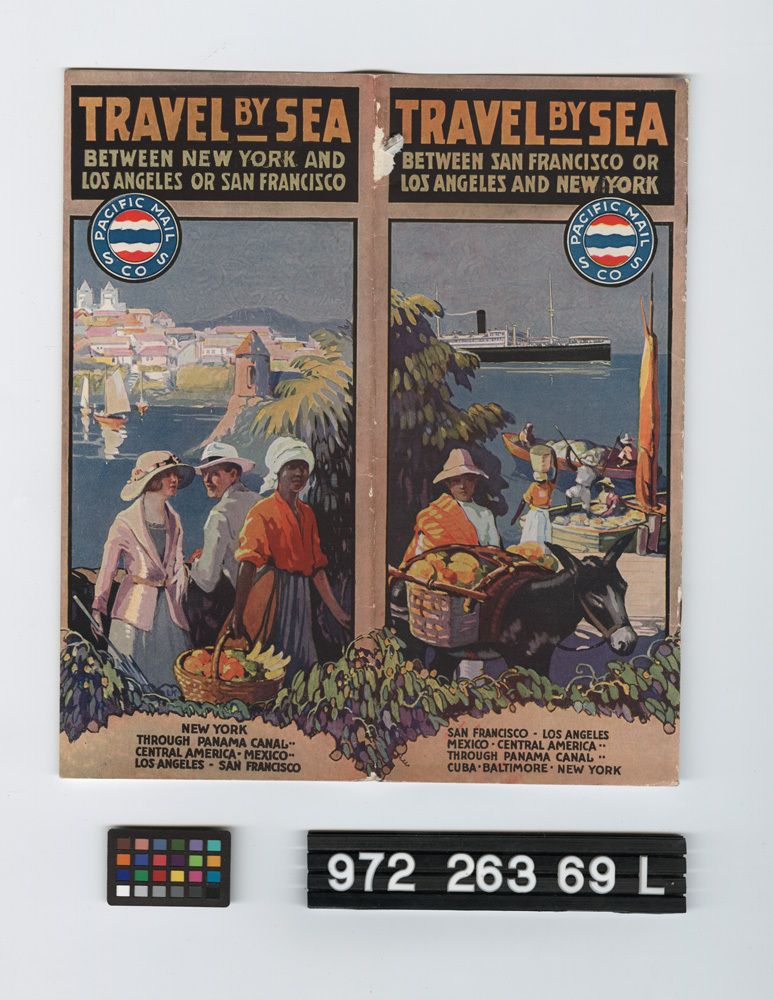 TRAVEL BY SEA
BETWEEN NEW YORK AND
LOS ANGELES OR SAN FRANCISCO
PACIFIC MAIL
S S CO
NEW YORK
THROUGH PANAMA CANAL··
CENTRAL AMERICA · MEXICO··
LOS ANGELES - SAN FRANCISCO
TRAVEL BY SEA
BETWEEN SAN FRANCISCO OR
LOS ANGELES AND NEW YORK
PACIFIC MAIL
S S CO
SAN FRANCISCO - LOS ANGELES
MEXICO · CENTRAL AMERICA ··
THROUGH PANAMA CANAL ··
CUBA · BALTIMORE · NEW YORK
972 263 69 L